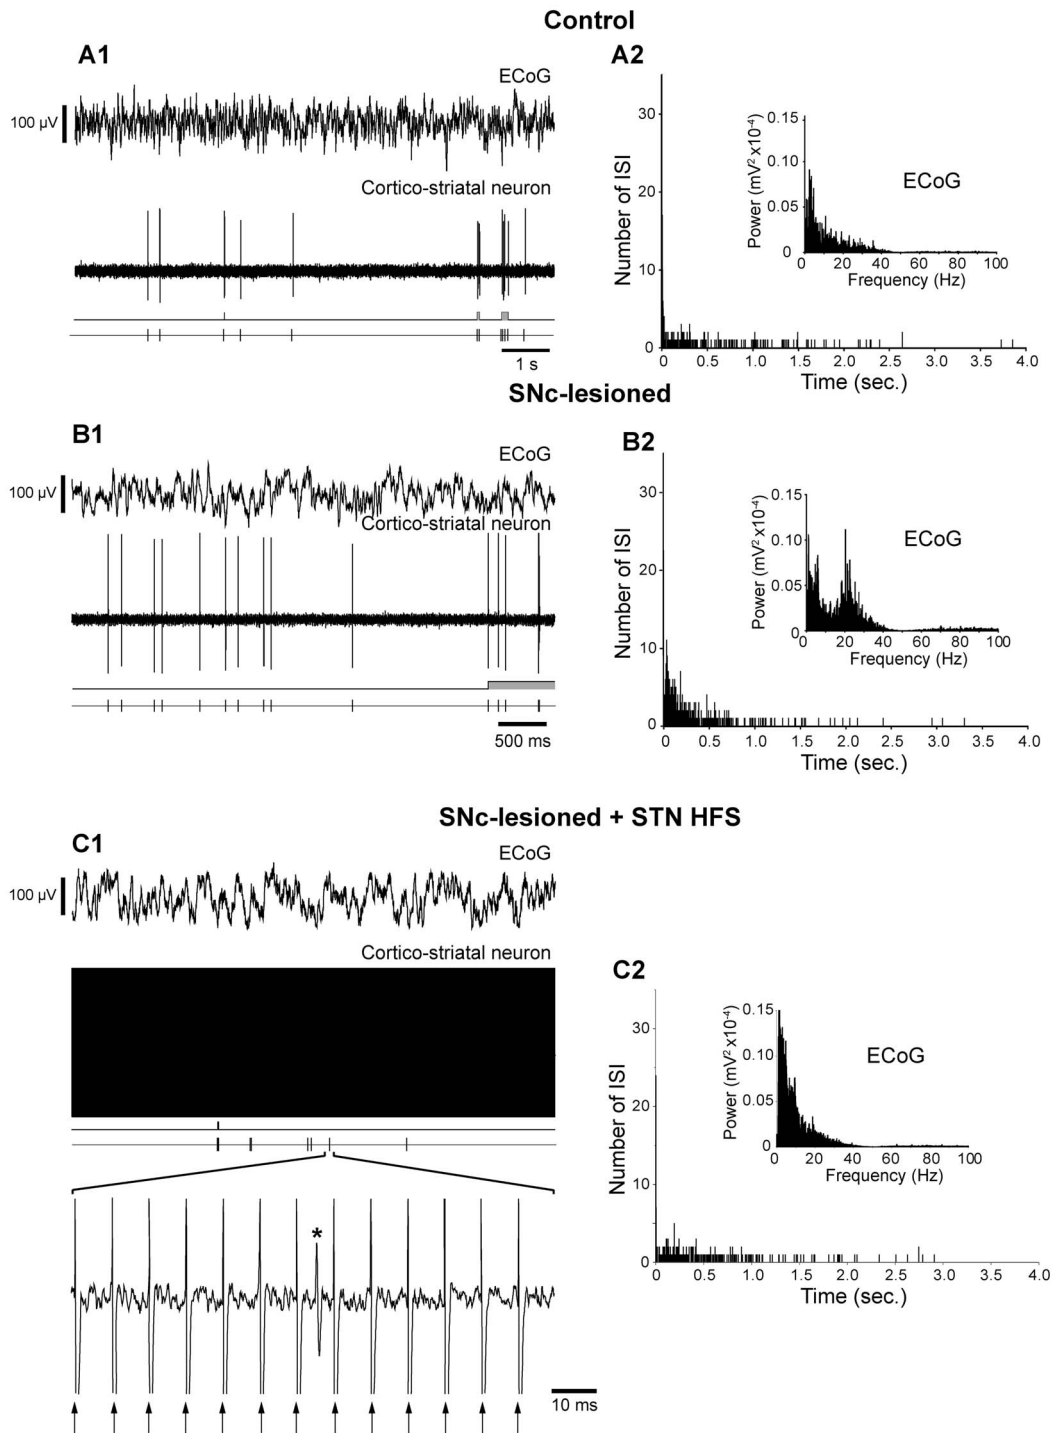 Control
A1
ECoG
100 µV
Cortico-striatal neuron
1 s
A2
30
20
10
0
Number of ISI
0 0.5 1.0 1.5 2.0 2.5 3.0 3.5 4.0
Time (sec.)
0.15
0.10
0.05
0
Power (mV² x10⁻⁴)
ECoG
0 20 40 60 80 100
Frequency (Hz)
SNc-lesioned
B1
ECoG
100 µV
Cortico-striatal neuron
500 ms
B2
30
20
10
0
Number of ISI
0 0.5 1.0 1.5 2.0 2.5 3.0 3.5 4.0
Time (sec.)
0.15
0.10
0.05
0
Power (mV² x10⁻⁴)
ECoG
0 20 40 60 80 100
Frequency (Hz)
SNc-lesioned + STN HFS
C1
ECoG
100 µV
Cortico-striatal neuron
*
10 ms
C2
30
20
10
0
Number of ISI
0 0.5 1.0 1.5 2.0 2.5 3.0 3.5 4.0
Time (sec.)
0.15
0.10
0.05
0
Power (mV² x10⁻⁴)
ECoG
0 20 40 60 80 100
Frequency (Hz)